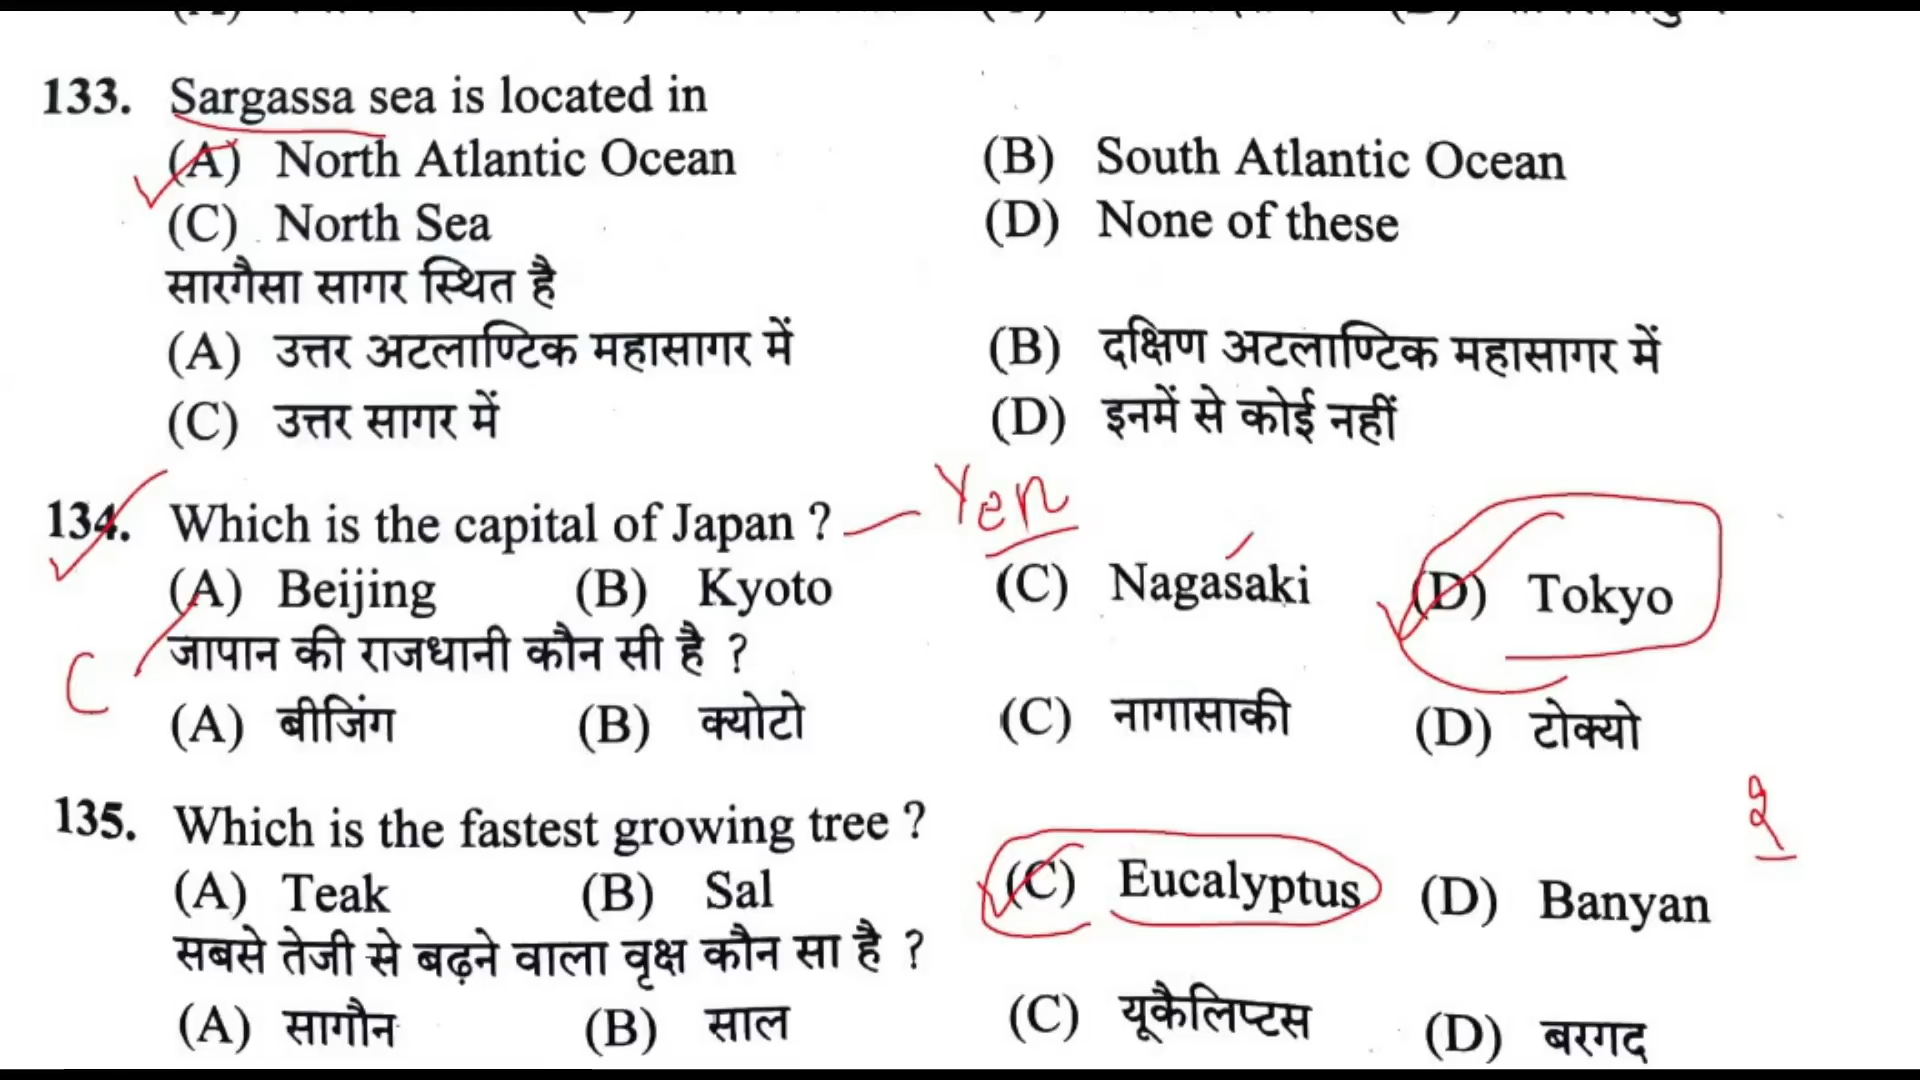 133. Sargassa sea is located in
(A) North Atlantic Ocean (B) South Atlantic Ocean
(C) North Sea (D) None of these
सारगैसा सागर स्थित है
(A) उत्तर अटलाण्टिक महासागर में (B) दक्षिण अटलाण्टिक महासागर में
(C) उत्तर सागर में (D) इनमें से कोई नहीं
134. Which is the capital of Japan ? Yen
(A) Beijing (B) Kyoto (C) Nagasaki (D) Tokyo
जापान की राजधानी कौन सी है ?
C
(A) बीजिंग (B) क्योटो (C) नागासाकी (D) टोक्यो
135. Which is the fastest growing tree ?
(A) Teak (B) Sal (C) Eucalyptus (D) Banyan
सबसे तेजी से बढ़ने वाला वृक्ष कौन सा है ?
(A) सागौन (B) साल (C) यूकैलिप्टस (D) बरगद